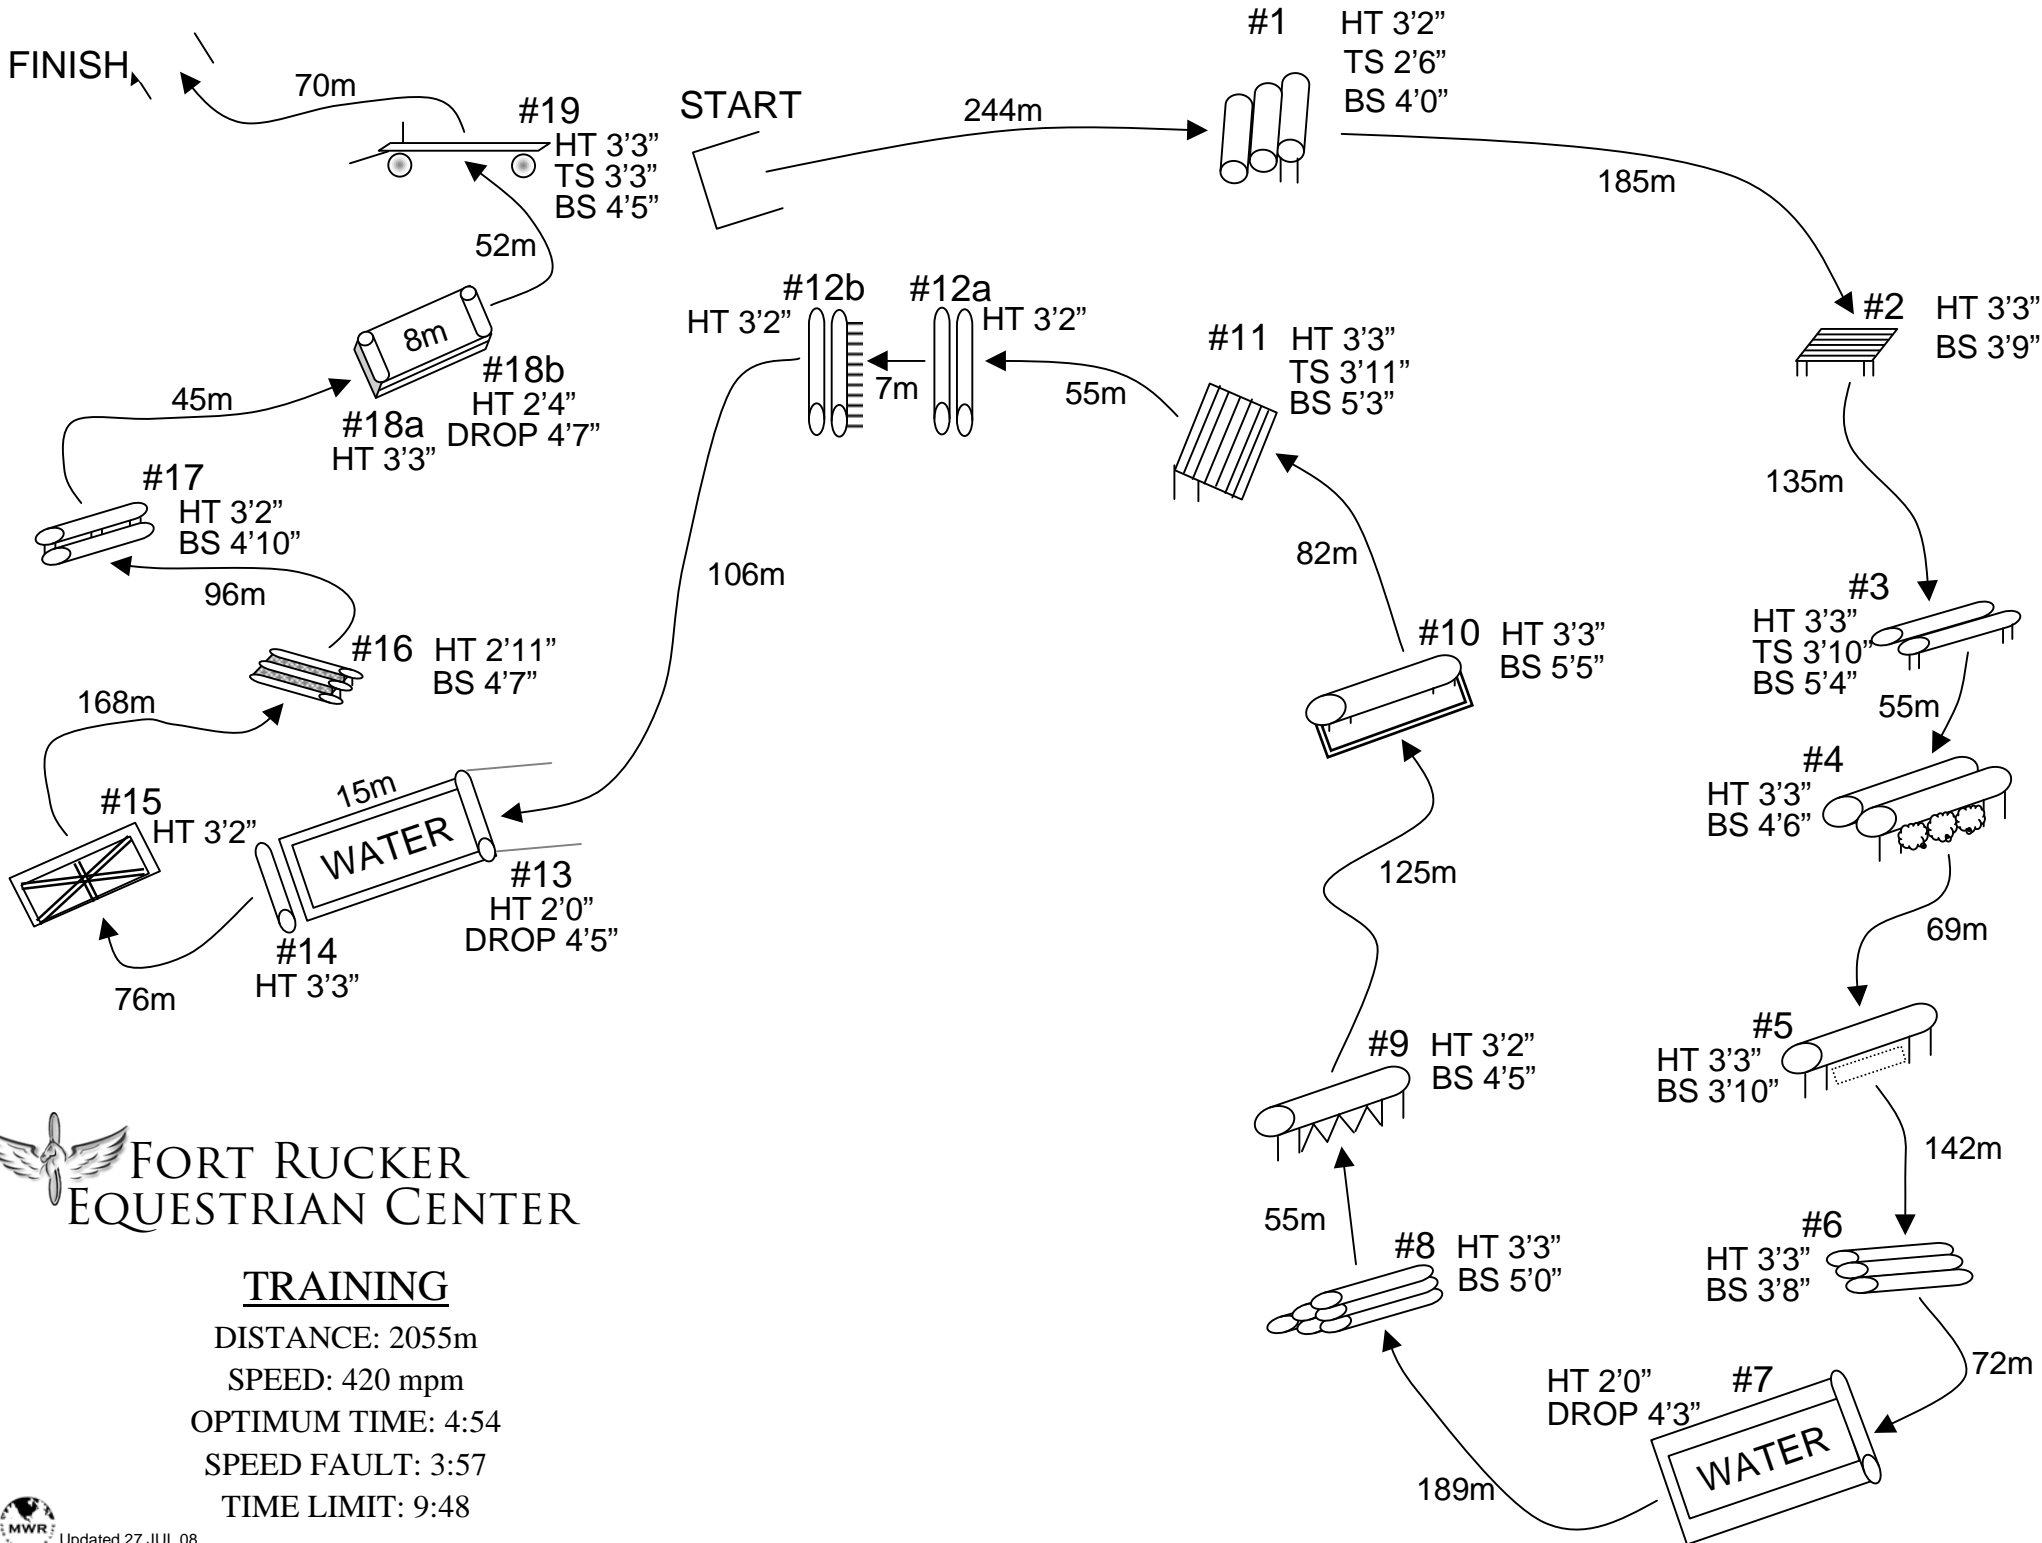 FINISH
70m
#19
HT 3’3”
TS 3’3”
BS 4’5”
START
244m
#1
HT 3’2”
TS 2’6”
BS 4’0”
185m
#2
HT 3’3”
BS 3’9”
135m
#3
HT 3’3”
TS 3’10”
BS 5’4”
55m
#4
HT 3’3”
BS 4’6”
69m
#5
HT 3’3”
BS 3’10”
142m
#6
HT 3’3”
BS 3’8”
72m
#7
HT 2’0”
DROP 4’3”
WATER
189m
#8
HT 3’3”
BS 5’0”
55m
#9
HT 3’2”
BS 4’5”
125m
#10
HT 3’3”
BS 5’5”
82m
#11
HT 3’3”
TS 3’11”
BS 5’3”
55m
#12a
HT 3’2”
7m
#12b
HT 3’2”
106m
#13
HT 2’0”
DROP 4’5”
15m
WATER
#14
HT 3’3”
76m
#15
HT 3’2”
168m
#16
HT 2’11”
BS 4’7”
96m
#17
HT 3’2”
BS 4’10”
45m
#18a
HT 3’3”
8m
#18b
HT 2’4”
DROP 4’7”
52m
FORT RUCKER
EQUESTRIAN CENTER
TRAINING
DISTANCE: 2055m
SPEED: 420 mpm
OPTIMUM TIME: 4:54
SPEED FAULT: 3:57
TIME LIMIT: 9:48
MWR
Updated 27 JUL 08